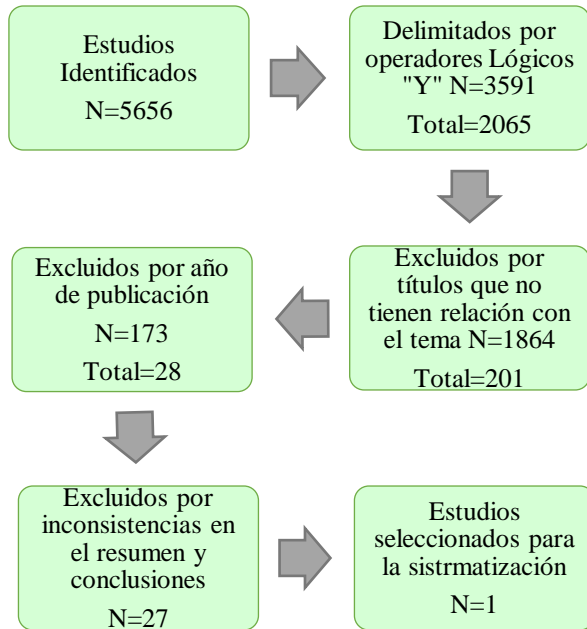 Estudios
Identificados
N=5656
Delimitados por
operadores Lógicos
"Y" N=3591
Total=2065
Excluidos por
títulos que no
tienen relación con
el tema N=1864
Total=201
Excluidos por año
de publicación
N=173
Total=28
Excluidos por
inconsistencias en
el resumen y
conclusiones
N=27
Estudios
seleccionados para
la sistrmatización
N=1